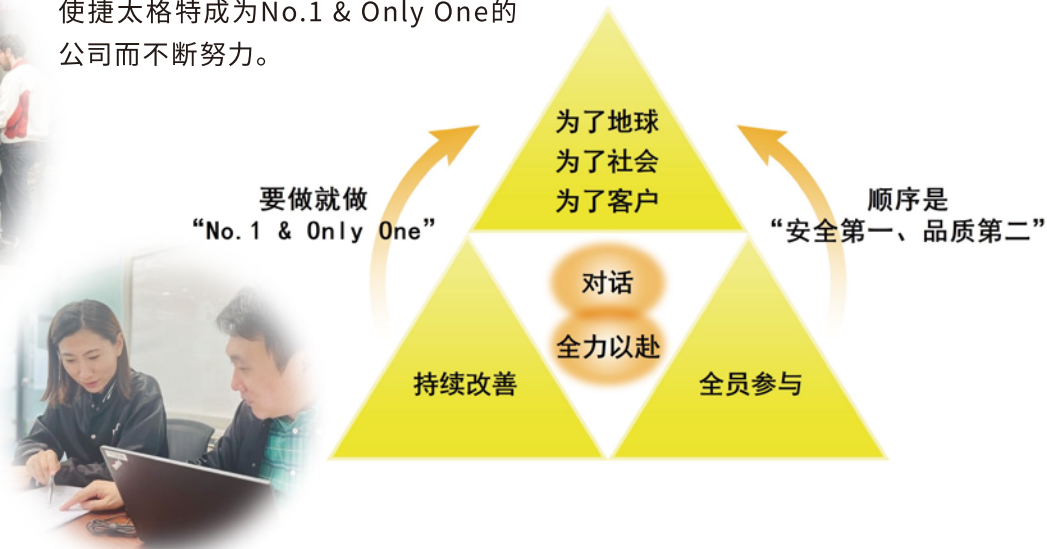 使捷太格特成为No.1 & Only One的
公司而不断努力。
为了地球
为了社会
为了客户
要做就做
“No.1 & Only One”
顺序是
“安全第一、品质第二”
对话
全力以赴
持续改善
全员参与